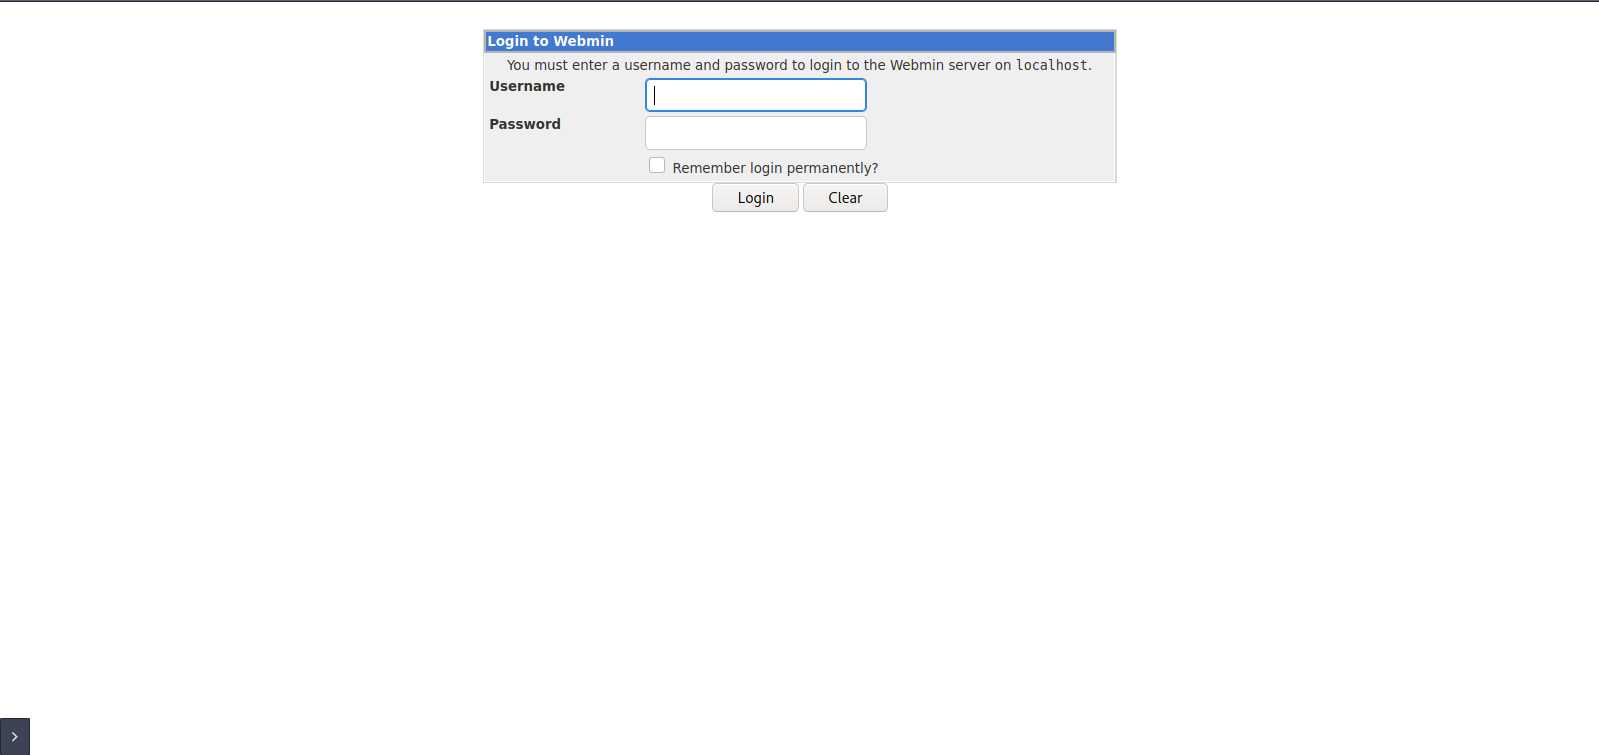 Login to Webmin
You must enter a username and password to login to the Webmin server on localhost.
Username
Password
Remember login permanently?
Login Clear